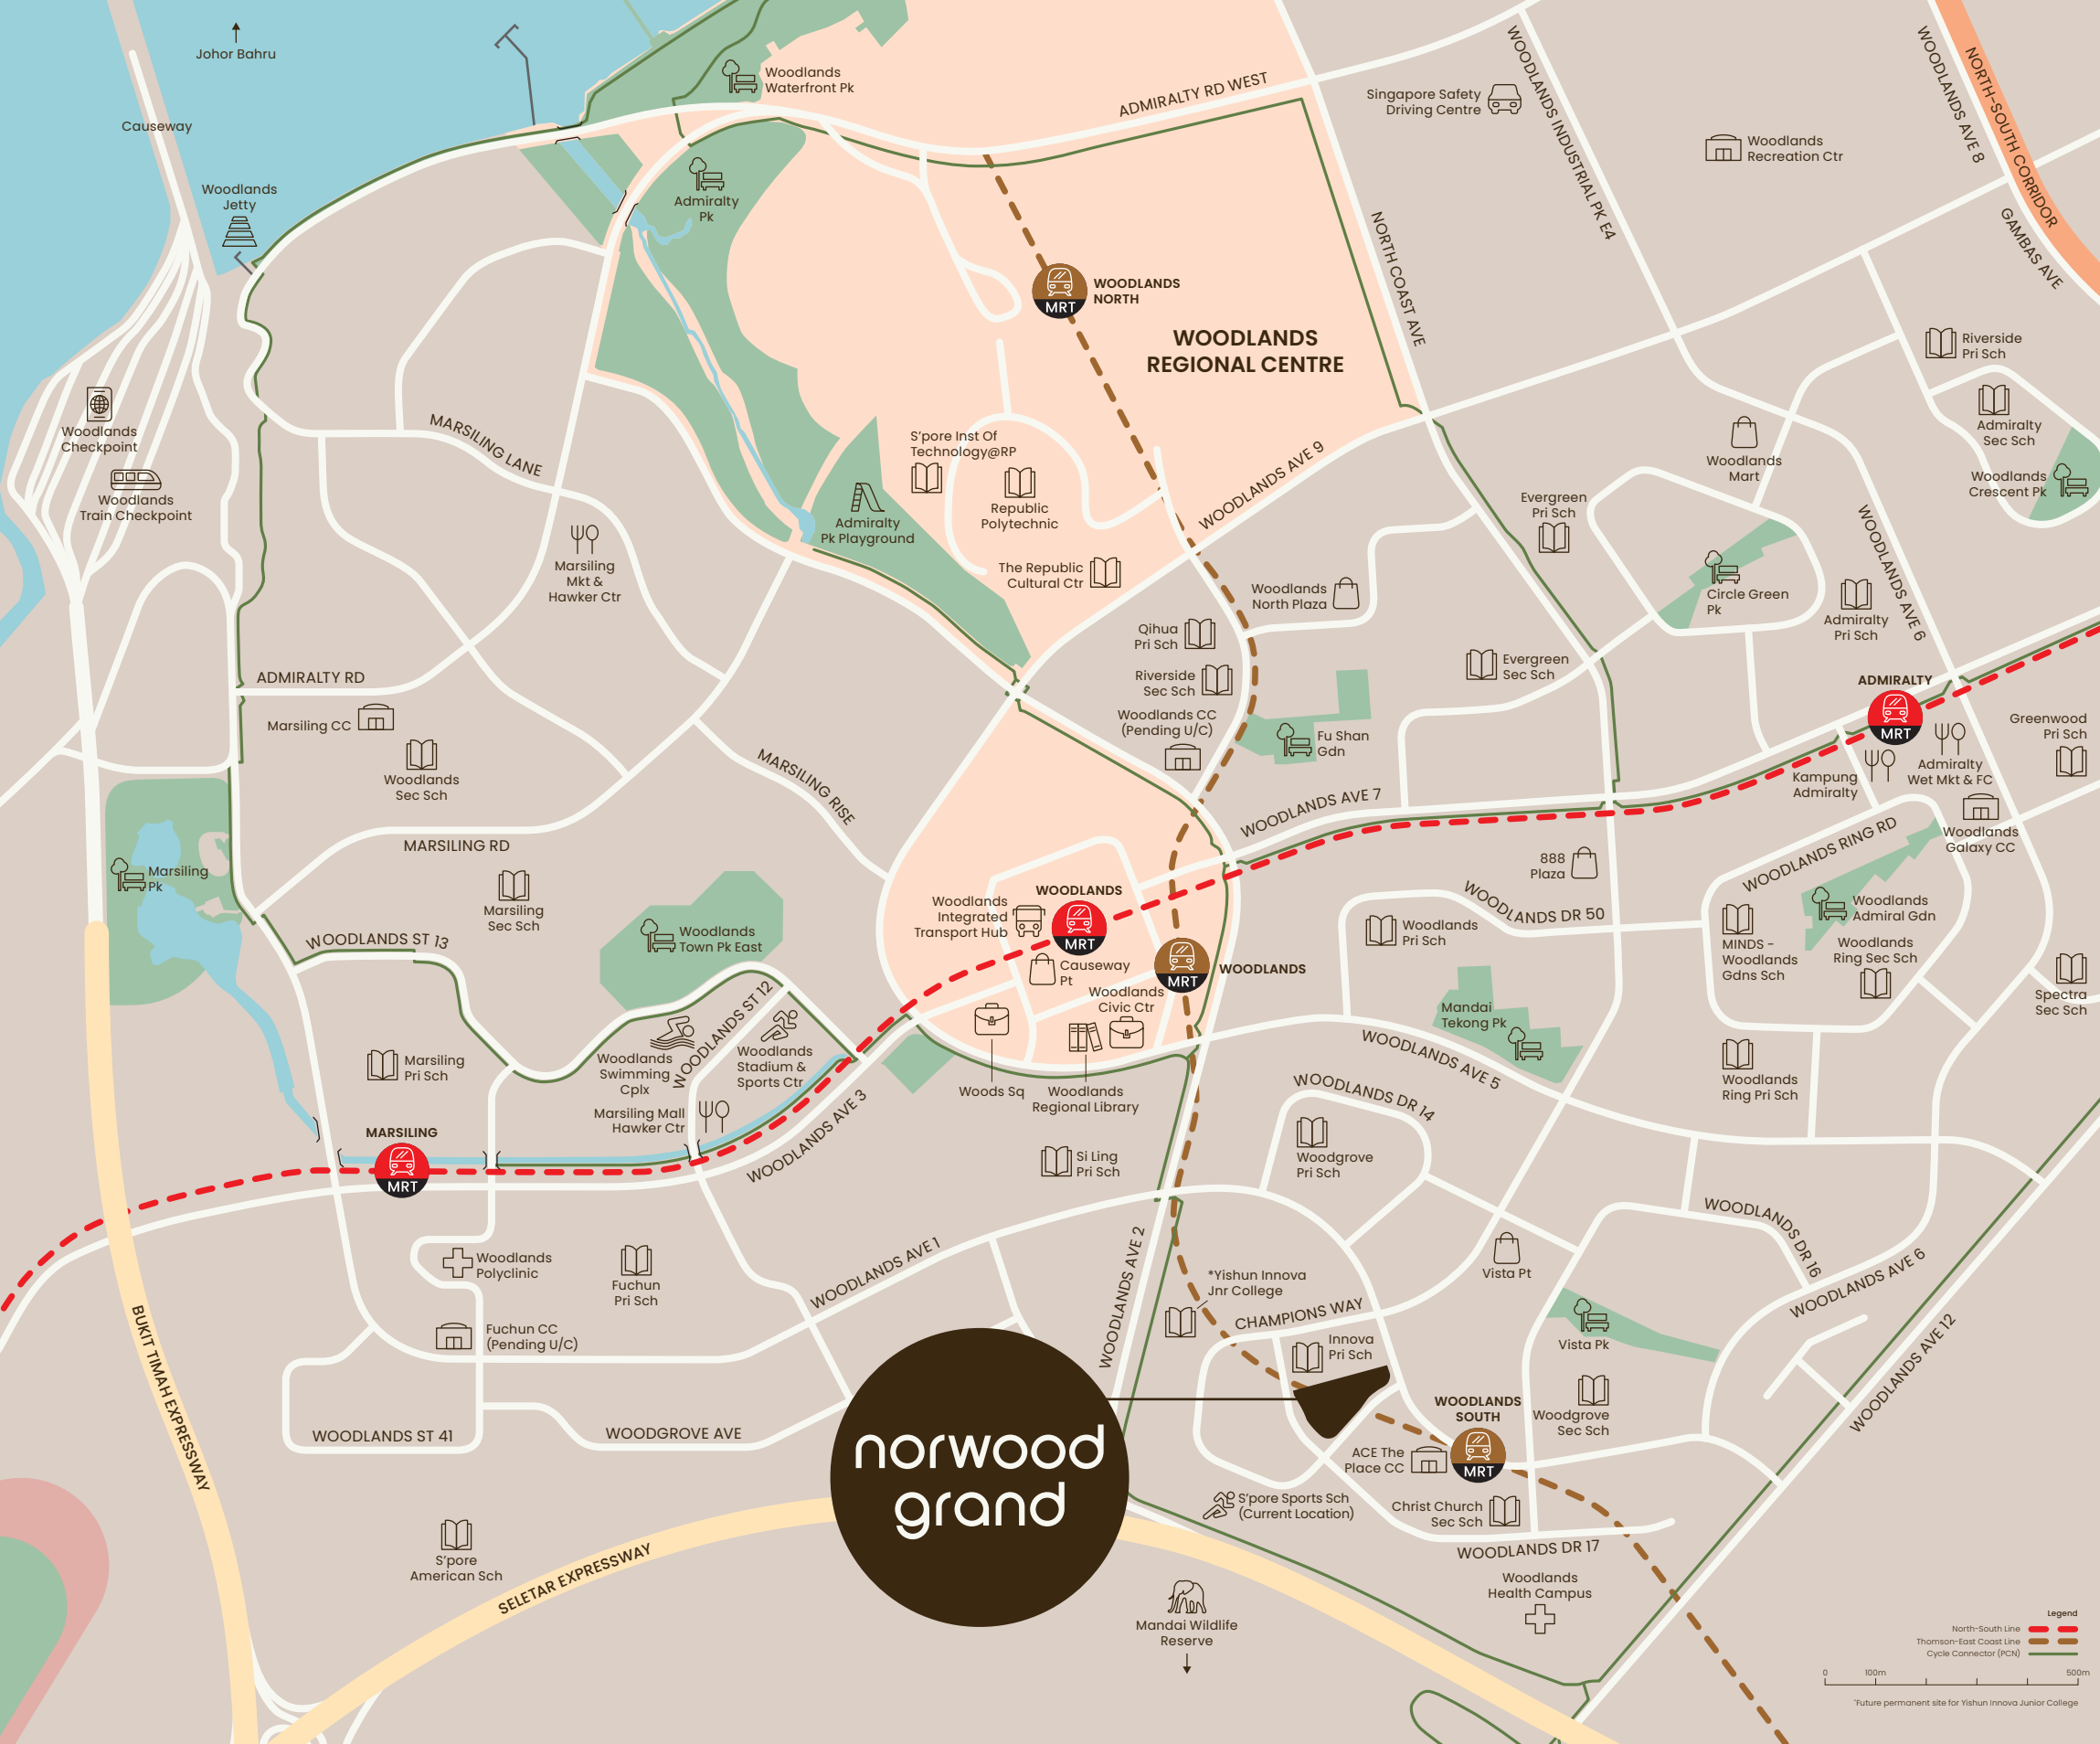 Johor Bahru
Causeway
Woodlands
Jetty
Woodlands
Checkpoint
Woodlands
Train Checkpoint
Woodlands
Waterfront Pk
Admiralty
Pk
ADMIRALTY RD WEST
WOODLANDS
NORTH
MRT
WOODLANDS
REGIONAL CENTRE
NORTH COAST AVE
Singapore Safety
Driving Centre
WOODLANDS INDUSTRIAL PK E4
Woodlands
Recreation Ctr
WOODLANDS AVE 8
NORTH-SOUTH CORRIDOR
GAMBAS AVE
Riverside
Pri Sch
Admiralty
Sec Sch
Woodlands
Crescent Pk
Woodlands
Mart
MARSILING LANE
Marsiling
Mkt &
Hawker Ctr
S'pore Inst Of
Technology@RP
Republic
Polytechnic
Admiralty
Pk Playground
The Republic
Cultural Ctr
WOODLANDS AVE 9
Evergreen
Pri Sch
Circle Green
Pk
WOODLANDS AVE 6
Admiralty
Pri Sch
Woodlands
North Plaza
Qihua
Pri Sch
Riverside
Sec Sch
Woodlands CC
(Pending U/C)
Evergreen
Sec Sch
Fu Shan
Gdn
ADMIRALTY
MRT
Greenwood
Pri Sch
Admiralty
Wet Mkt & FC
Kampung
Admiralty
Woodlands
Galaxy CC
ADMIRALTY RD
Marsiling CC
Woodlands
Sec Sch
MARSILING RISE
MARSILING RD
Marsiling
Pk
Marsiling
Sec Sch
WOODLANDS AVE 7
888
Plaza
WOODLANDS RING RD
WOODLANDS DR 50
Woodlands
Pri Sch
MINDS -
Woodlands
Gdns Sch
Woodlands
Admiral Gdn
Woodlands
Ring Sec Sch
Spectra
Sec Sch
Woodlands
Town Pk East
WOODLANDS ST 13
WOODLANDS ST 12
Woodlands
Integrated
Transport Hub
WOODLANDS
MRT
Causeway
Pt
MRT
WOODLANDS
Woodlands
Civic Ctr
Woods Sq
Woodlands
Regional Library
Mandai
Tekong Pk
WOODLANDS AVE 5
Woodlands
Ring Pri Sch
Marsiling
Pri Sch
Woodlands
Swimming
Cplx
Woodlands
Stadium &
Sports Ctr
Marsiling Mall
Hawker Ctr
WOODLANDS AVE 3
MARSILING
MRT
Si Ling
Pri Sch
WOODLANDS DR 14
Woodgrove
Pri Sch
WOODLANDS DR 16
WOODLANDS AVE 6
WOODLANDS AVE 12
Vista Pt
Vista Pk
Woodlands
Polyclinic
Fuchun
Pri Sch
Fuchun CC
(Pending U/C)
WOODLANDS AVE 1
WOODLANDS AVE 2
*Yishun Innova
Jnr College
CHAMPIONS WAY
Innova
Pri Sch
BUKIT TIMAH EXPRESSWAY
WOODLANDS ST 41
WOODGROVE AVE
norwood
grand
WOODLANDS
SOUTH
MRT
Woodgrove
Sec Sch
ACE The
Place CC
S'pore Sports Sch
(Current Location)
Christ Church
Sec Sch
WOODLANDS DR 17
Woodlands
Health Campus
S'pore
American Sch
SELETAR EXPRESSWAY
Mandai Wildlife
Reserve
Legend
North-South Line
Thomson-East Coast Line
Cycle Connector (PCN)
0 100m 500m
*Future permanent site for Yishun Innova Junior College